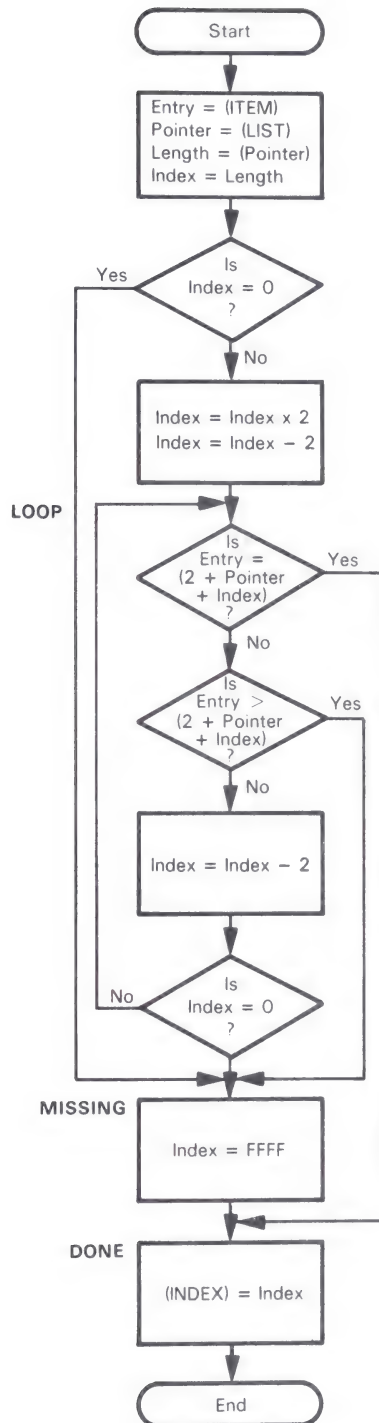 Start
Entry = (ITEM)
Pointer = (LIST)
Length = (Pointer)
Index = Length
Yes
Is
Index = 0
?
No
Index = Index x 2
Index = Index − 2
LOOP
Is
Entry =
(2 + Pointer
+ Index)
?
Yes
No
Is
Entry >
(2 + Pointer
+ Index)
?
Yes
No
Index = Index − 2
No
Is
Index = 0
?
MISSING
Index = FFFF
DONE
(INDEX) = Index
End